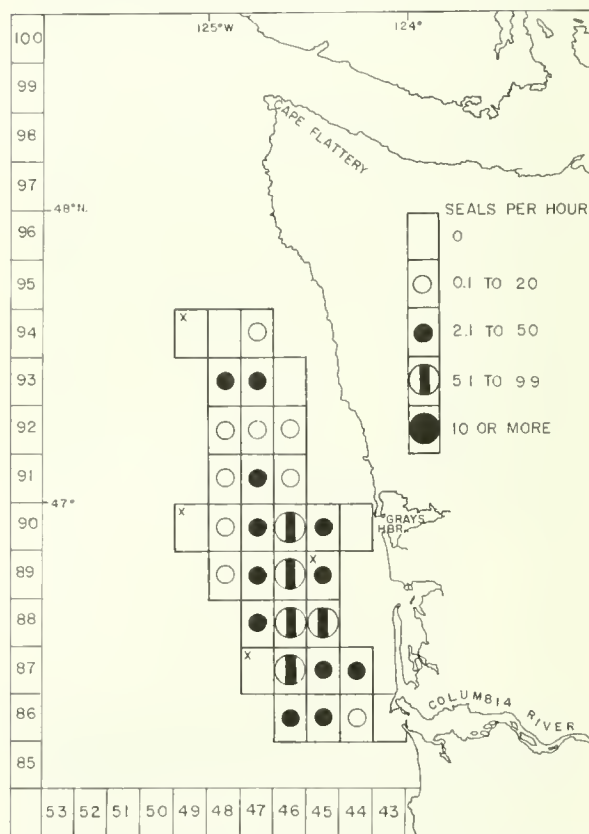 125°W 124°
100
99
98
97
96
95
94
93
92
91
90
89
88
87
86
85
CAPE FLATTERY
48°N.
SEALS PER HOUR
0
0.1 TO 2.0
2.1 TO 5.0
5.1 TO 9.9
10 OR MORE
X
47°
X
GRAYS
HBR.
X
X
COLUMBIA RIVER
53 52 51 50 49 48 47 46 45 44 43